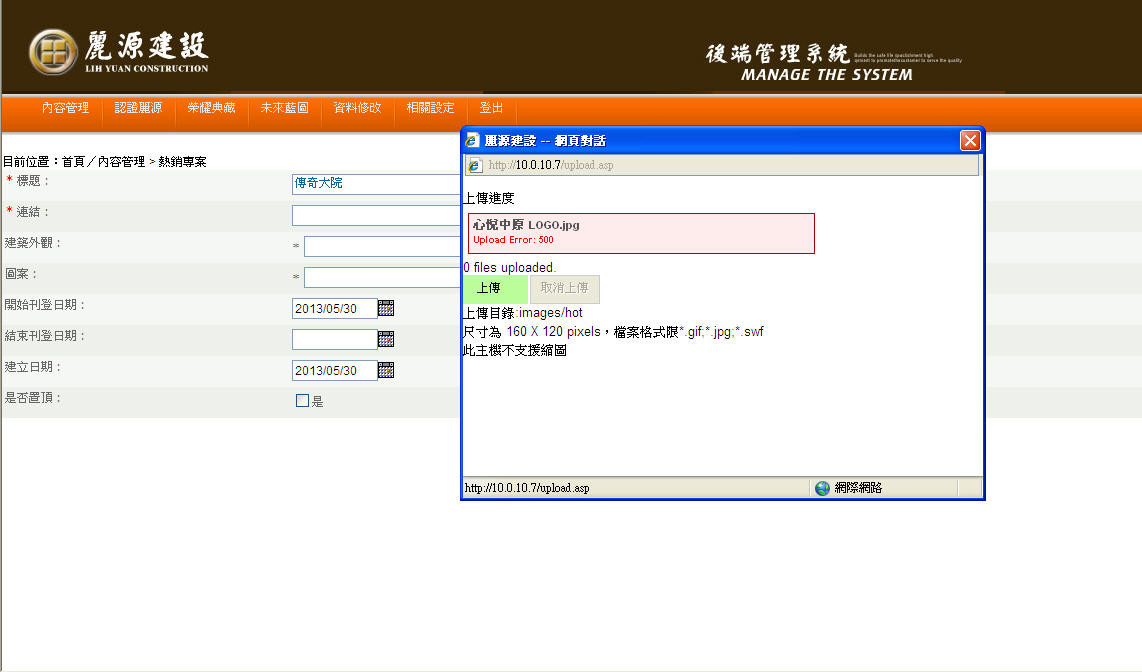 麗源建設
LIH YUAN CONSTRUCTION
後端管理系統
MANAGE THE SYSTEM
內容管理 認證麗源 榮耀典藏 未來藍圖 資料修改 相關設定 登出
目前位置：首頁／內容管理 > 熱銷專案
* 標題：
傳奇大院
* 連結：
建築外觀：
*
圖案：
*
開始刊登日期：
2013/05/30
結束刊登日期：
建立日期：
2013/05/30
是否置頂：
是
麗源建設 -- 網頁對話
http://10.0.10.7/upload.asp
上傳進度
心悅中原 LOGO.jpg
Upload Error: 500
0 files uploaded.
上傳 取消上傳
上傳目錄:images/hot
尺寸為 160 X 120 pixels，檔案格式限*.gif;*.jpg;*.swf
此主機不支援縮圖
http://10.0.10.7/upload.asp
網際網路